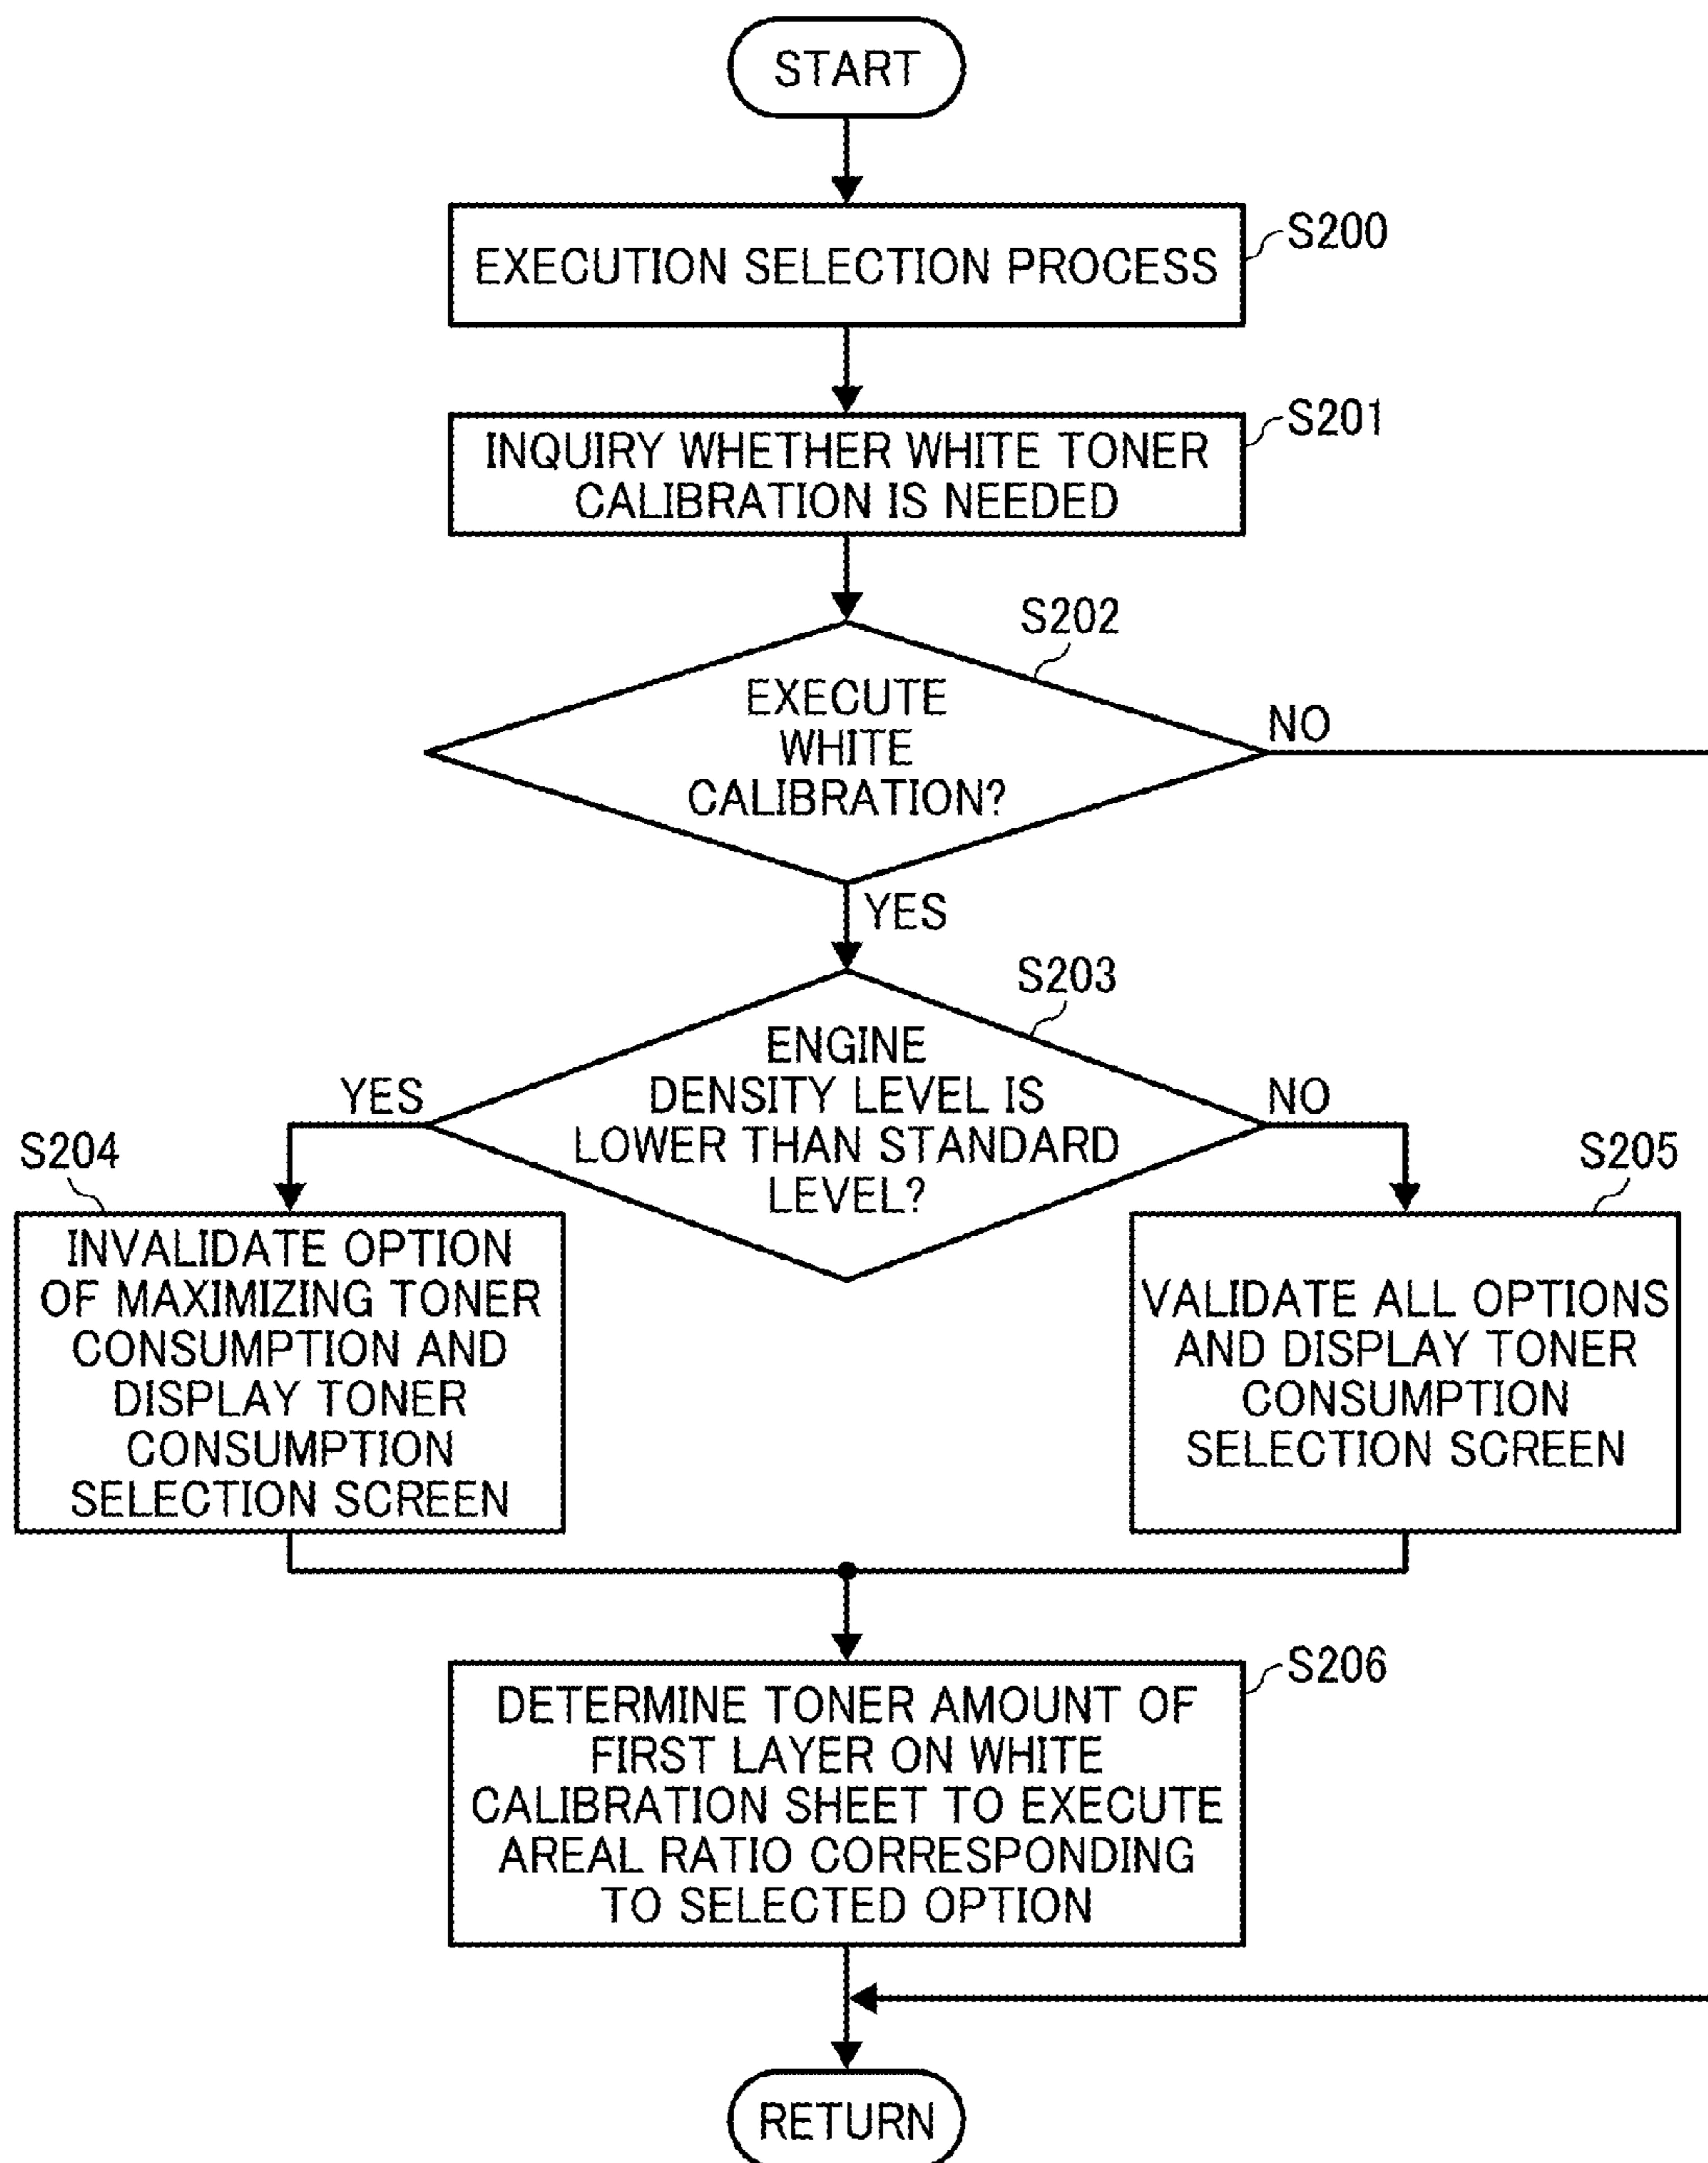 START
EXECUTION SELECTION PROCESS
S200
INQUIRY WHETHER WHITE TONER
CALIBRATION IS NEEDED
S201
S202
EXECUTE
WHITE
CALIBRATION?
NO
YES
S203
ENGINE
DENSITY LEVEL IS
LOWER THAN STANDARD
LEVEL?
YES
NO
S204
INVALIDATE OPTION
OF MAXIMIZING TONER
CONSUMPTION AND
DISPLAY TONER
CONSUMPTION
SELECTION SCREEN
S205
VALIDATE ALL OPTIONS
AND DISPLAY TONER
CONSUMPTION
SELECTION SCREEN
S206
DETERMINE TONER AMOUNT OF
FIRST LAYER ON WHITE
CALIBRATION SHEET TO EXECUTE
AREAL RATIO CORRESPONDING
TO SELECTED OPTION
RETURN